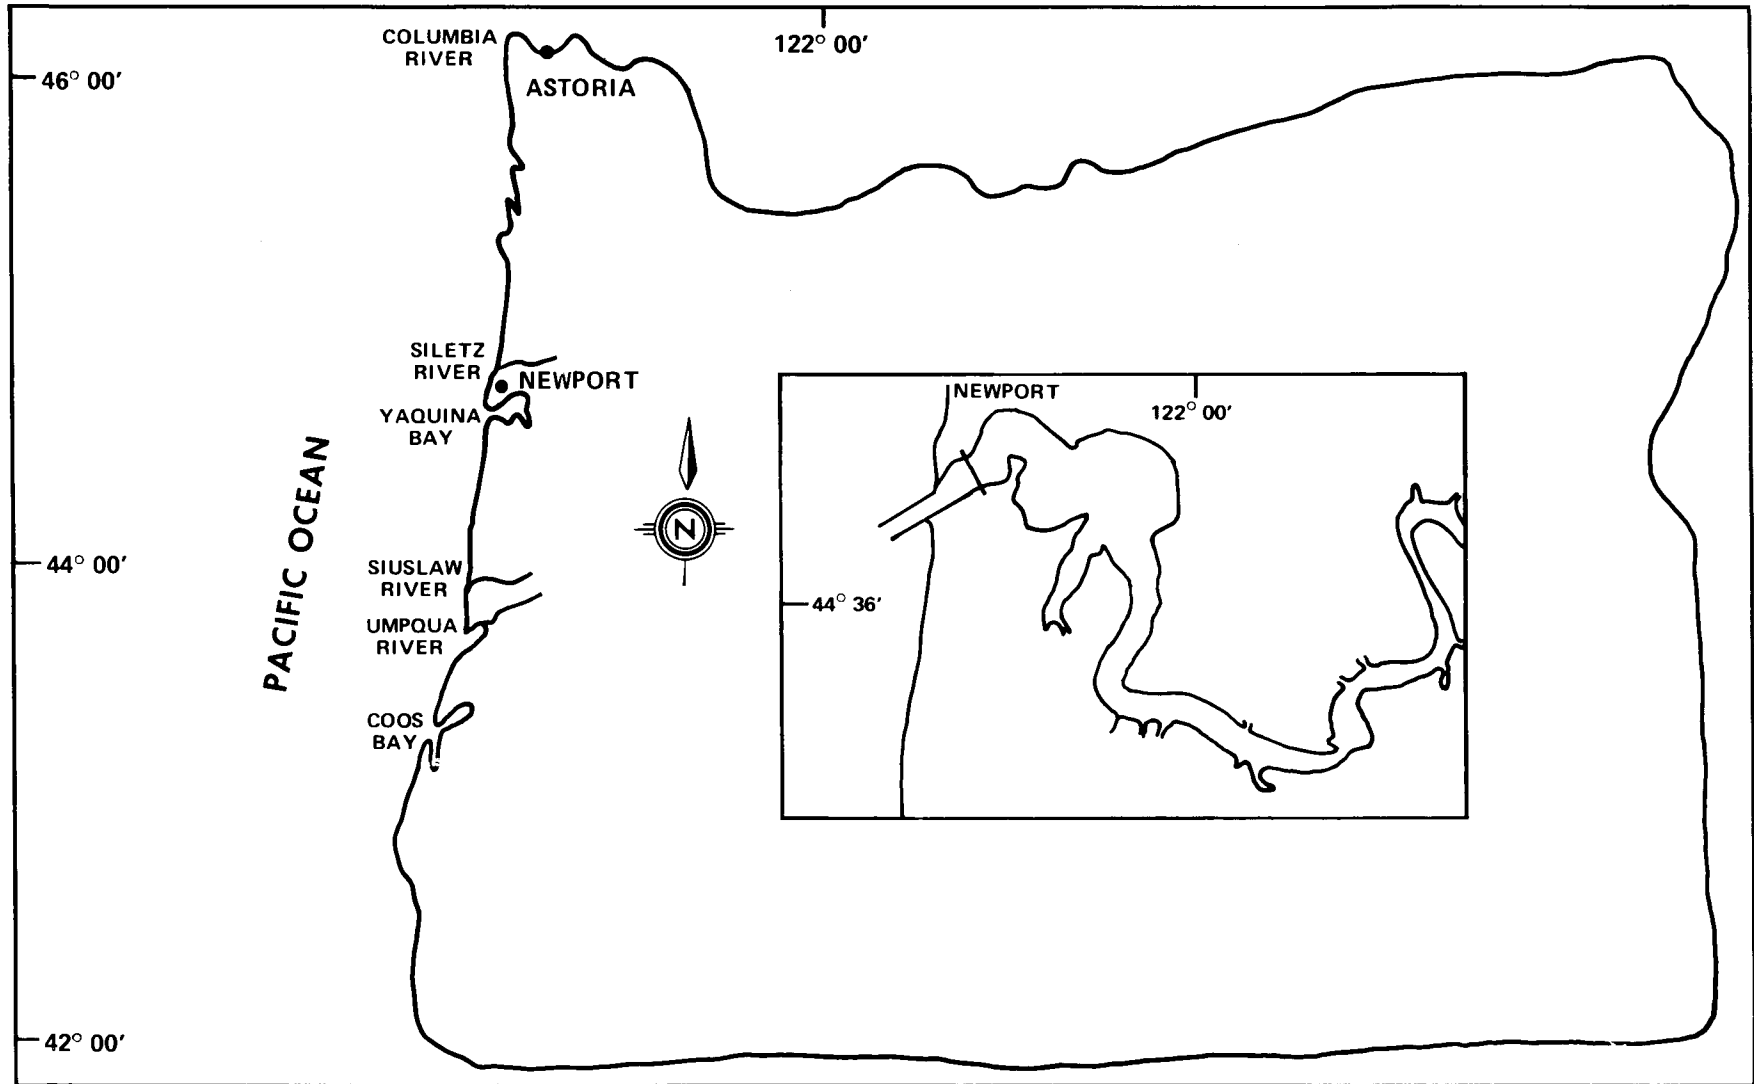 COLUMBIA
RIVER
122° 00'
46° 00'
ASTORIA
SILETZ
RIVER
NEWPORT
YAQUINA
BAY
NEWPORT
122° 00'
PACIFIC OCEAN
N
44° 00'
SIUSLAW
RIVER
44° 36'
UMPQUA
RIVER
COOS
BAY
42° 00'